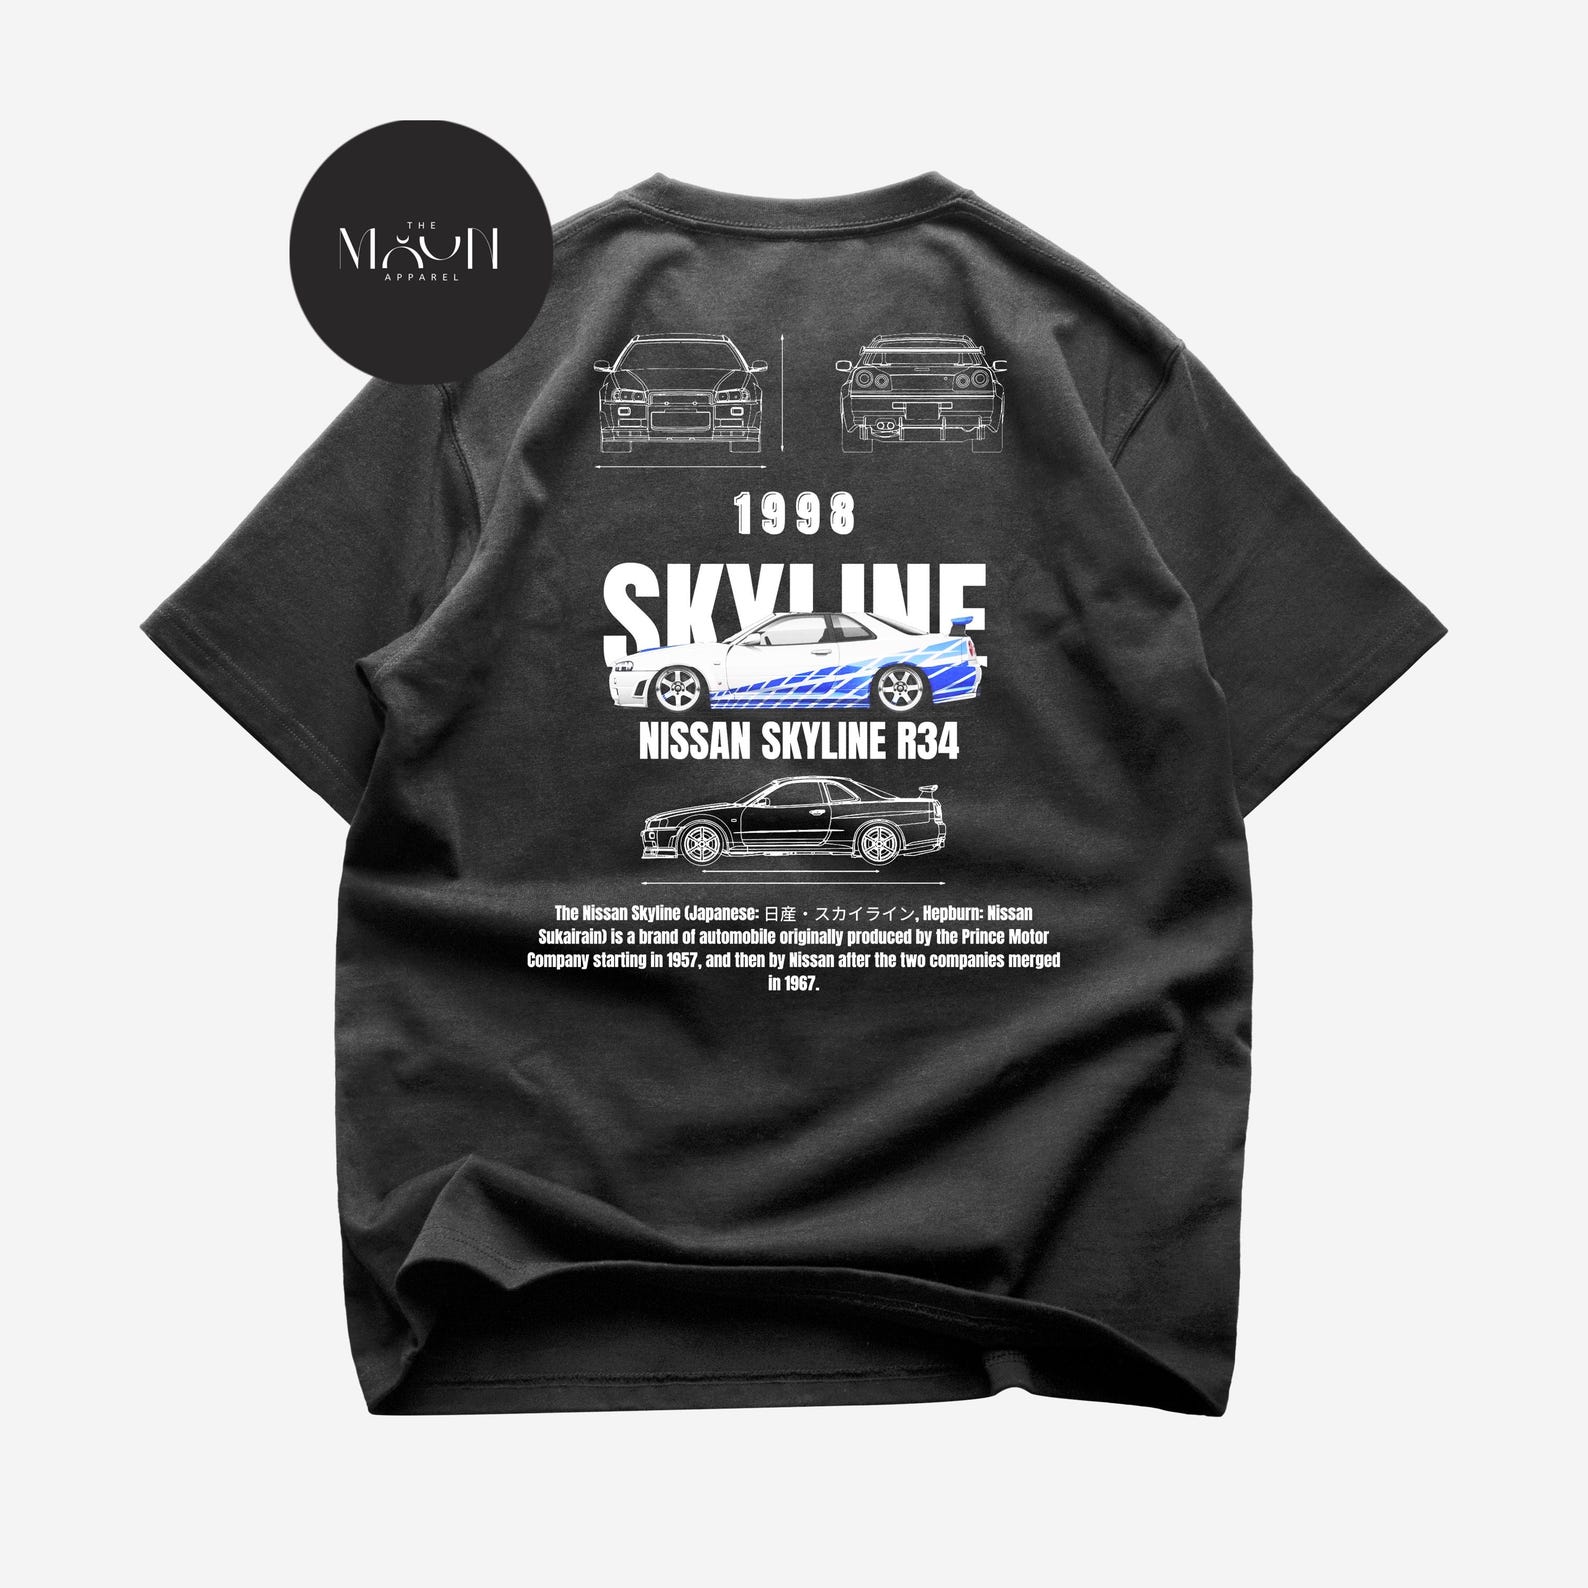 THE
MOON
APPAREL
1998
SKYLINE
NISSAN SKYLINE R34
The Nissan Skyline (Japanese: 日産・スカイライン, Hepburn: Nissan
Sukairain) is a brand of automobile originally produced by the Prince Motor
Company starting in 1957, and then by Nissan after the two companies merged
in 1967.